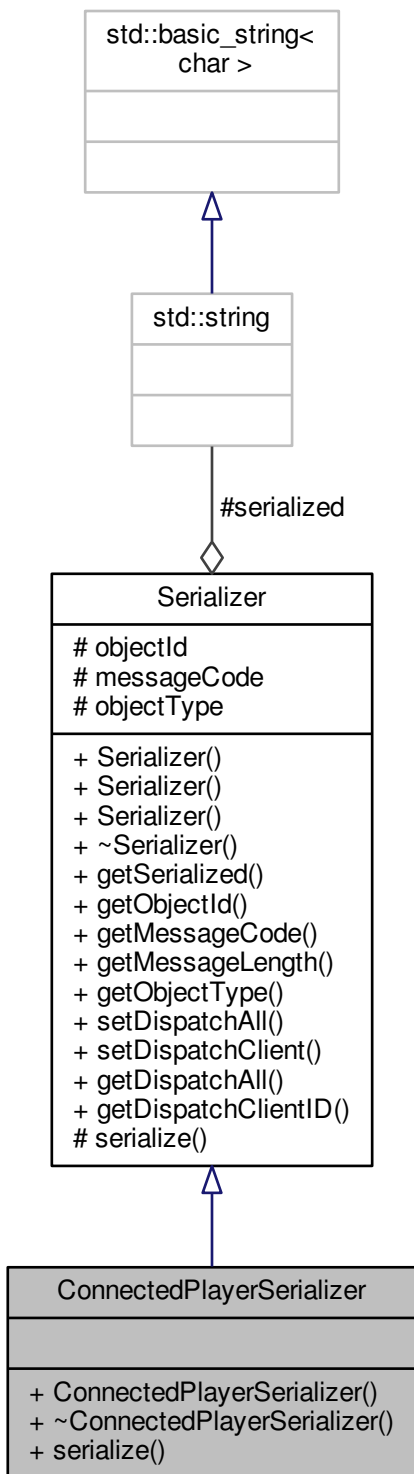 std::basic_string<
char >
std::string
#serialized
Serializer
# objectId
# messageCode
# objectType
+ Serializer()
+ Serializer()
+ Serializer()
+ ~Serializer()
+ getSerialized()
+ getObjectId()
+ getMessageCode()
+ getMessageLength()
+ getObjectType()
+ setDispatchAll()
+ setDispatchClient()
+ getDispatchAll()
+ getDispatchClientID()
# serialize()
ConnectedPlayerSerializer
+ ConnectedPlayerSerializer()
+ ~ConnectedPlayerSerializer()
+ serialize()